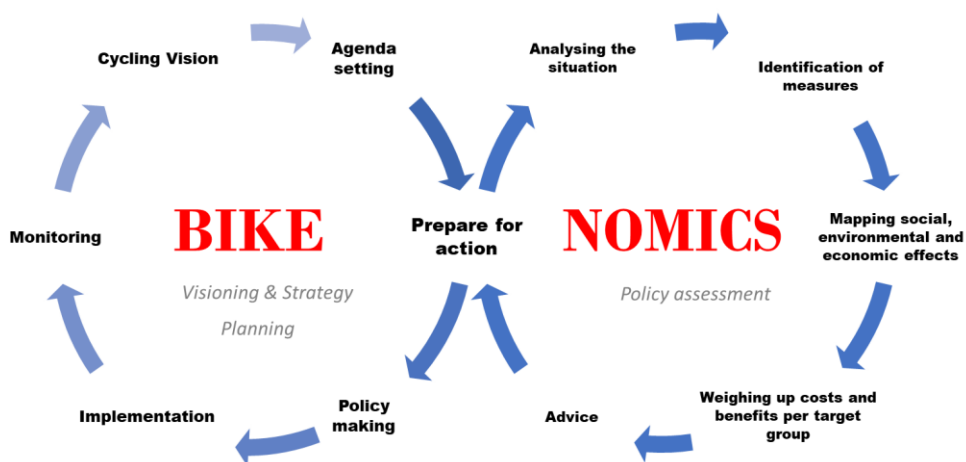 Cycling Vision
Agenda
setting
Analysing the
situation
Identification of
measures
Monitoring
BIKE
Visioning & Strategy
Planning
Prepare for
action
NOMICS
Policy assessment
Mapping social,
environmental and
economic effects
Implementation
Policy
making
Advice
Weighing up costs and
benefits per target
group